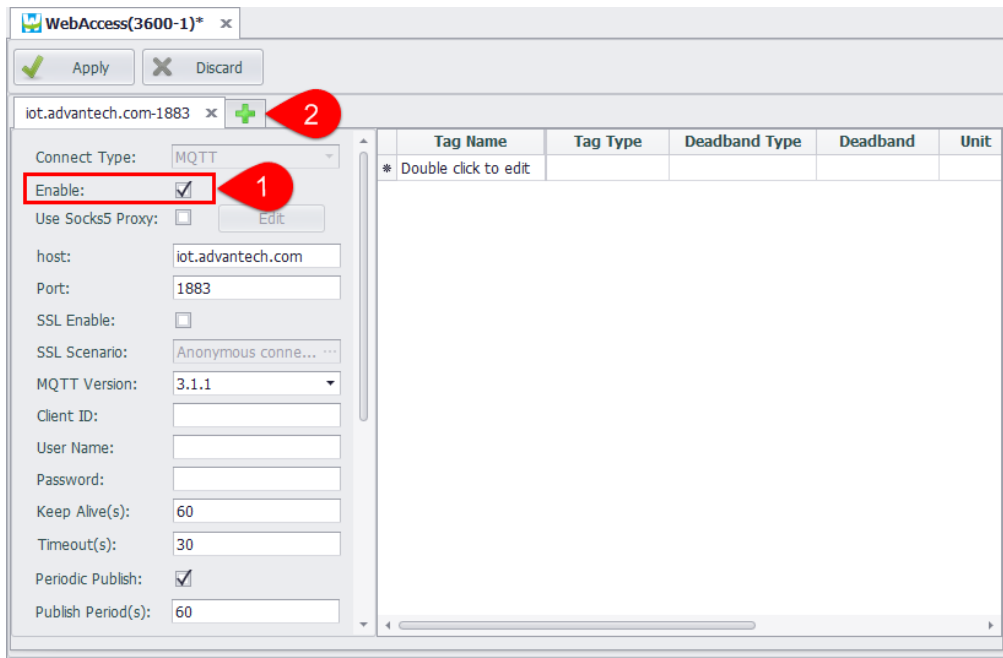 WebAccess(3600-1)* x
Apply Discard
iot.advantech.com-1883 x 2
Tag Name Tag Type Deadband Type Deadband Unit
Connect Type: MQTT
Double click to edit
Enable: 1
Use Socks5 Proxy: Edit
host: iot.advantech.com
Port: 1883
SSL Enable:
SSL Scenario: Anonymous conne... ...
MQTT Version: 3.1.1
Client ID:
User Name:
Password:
Keep Alive(s): 60
Timeout(s): 30
Periodic Publish:
Publish Period(s): 60